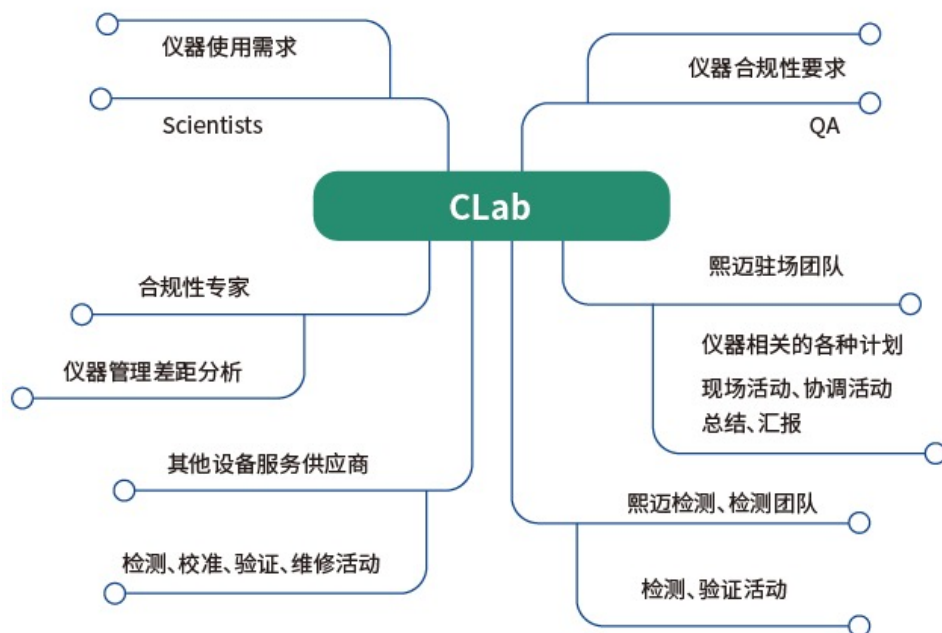 仪器使用需求
Scientists
仪器合规性要求
QA
CLab
合规性专家
仪器管理差距分析
其他设备服务供应商
检测、校准、验证、维修活动
熙迈驻场团队
仪器相关的各种计划
现场活动、协调活动
总结、汇报
熙迈检测、检测团队
检测、验证活动